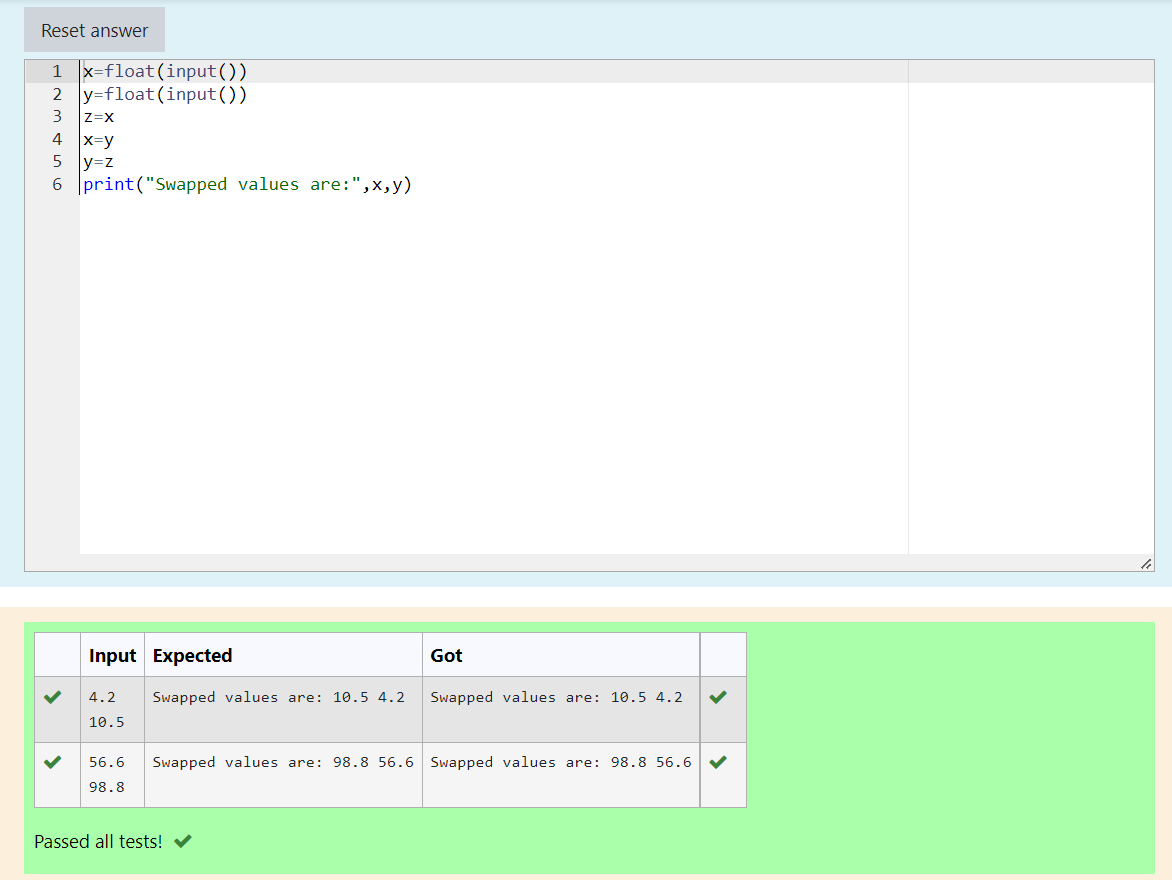 Reset answer
1 x=float(input())
2 y=float(input())
3 z=x
4 x=y
5 y=z
6 print("Swapped values are:",x,y)
Input Expected Got
4.2 Swapped values are: 10.5 4.2 Swapped values are: 10.5 4.2
10.5
56.6 Swapped values are: 98.8 56.6 Swapped values are: 98.8 56.6
98.8
Passed all tests!